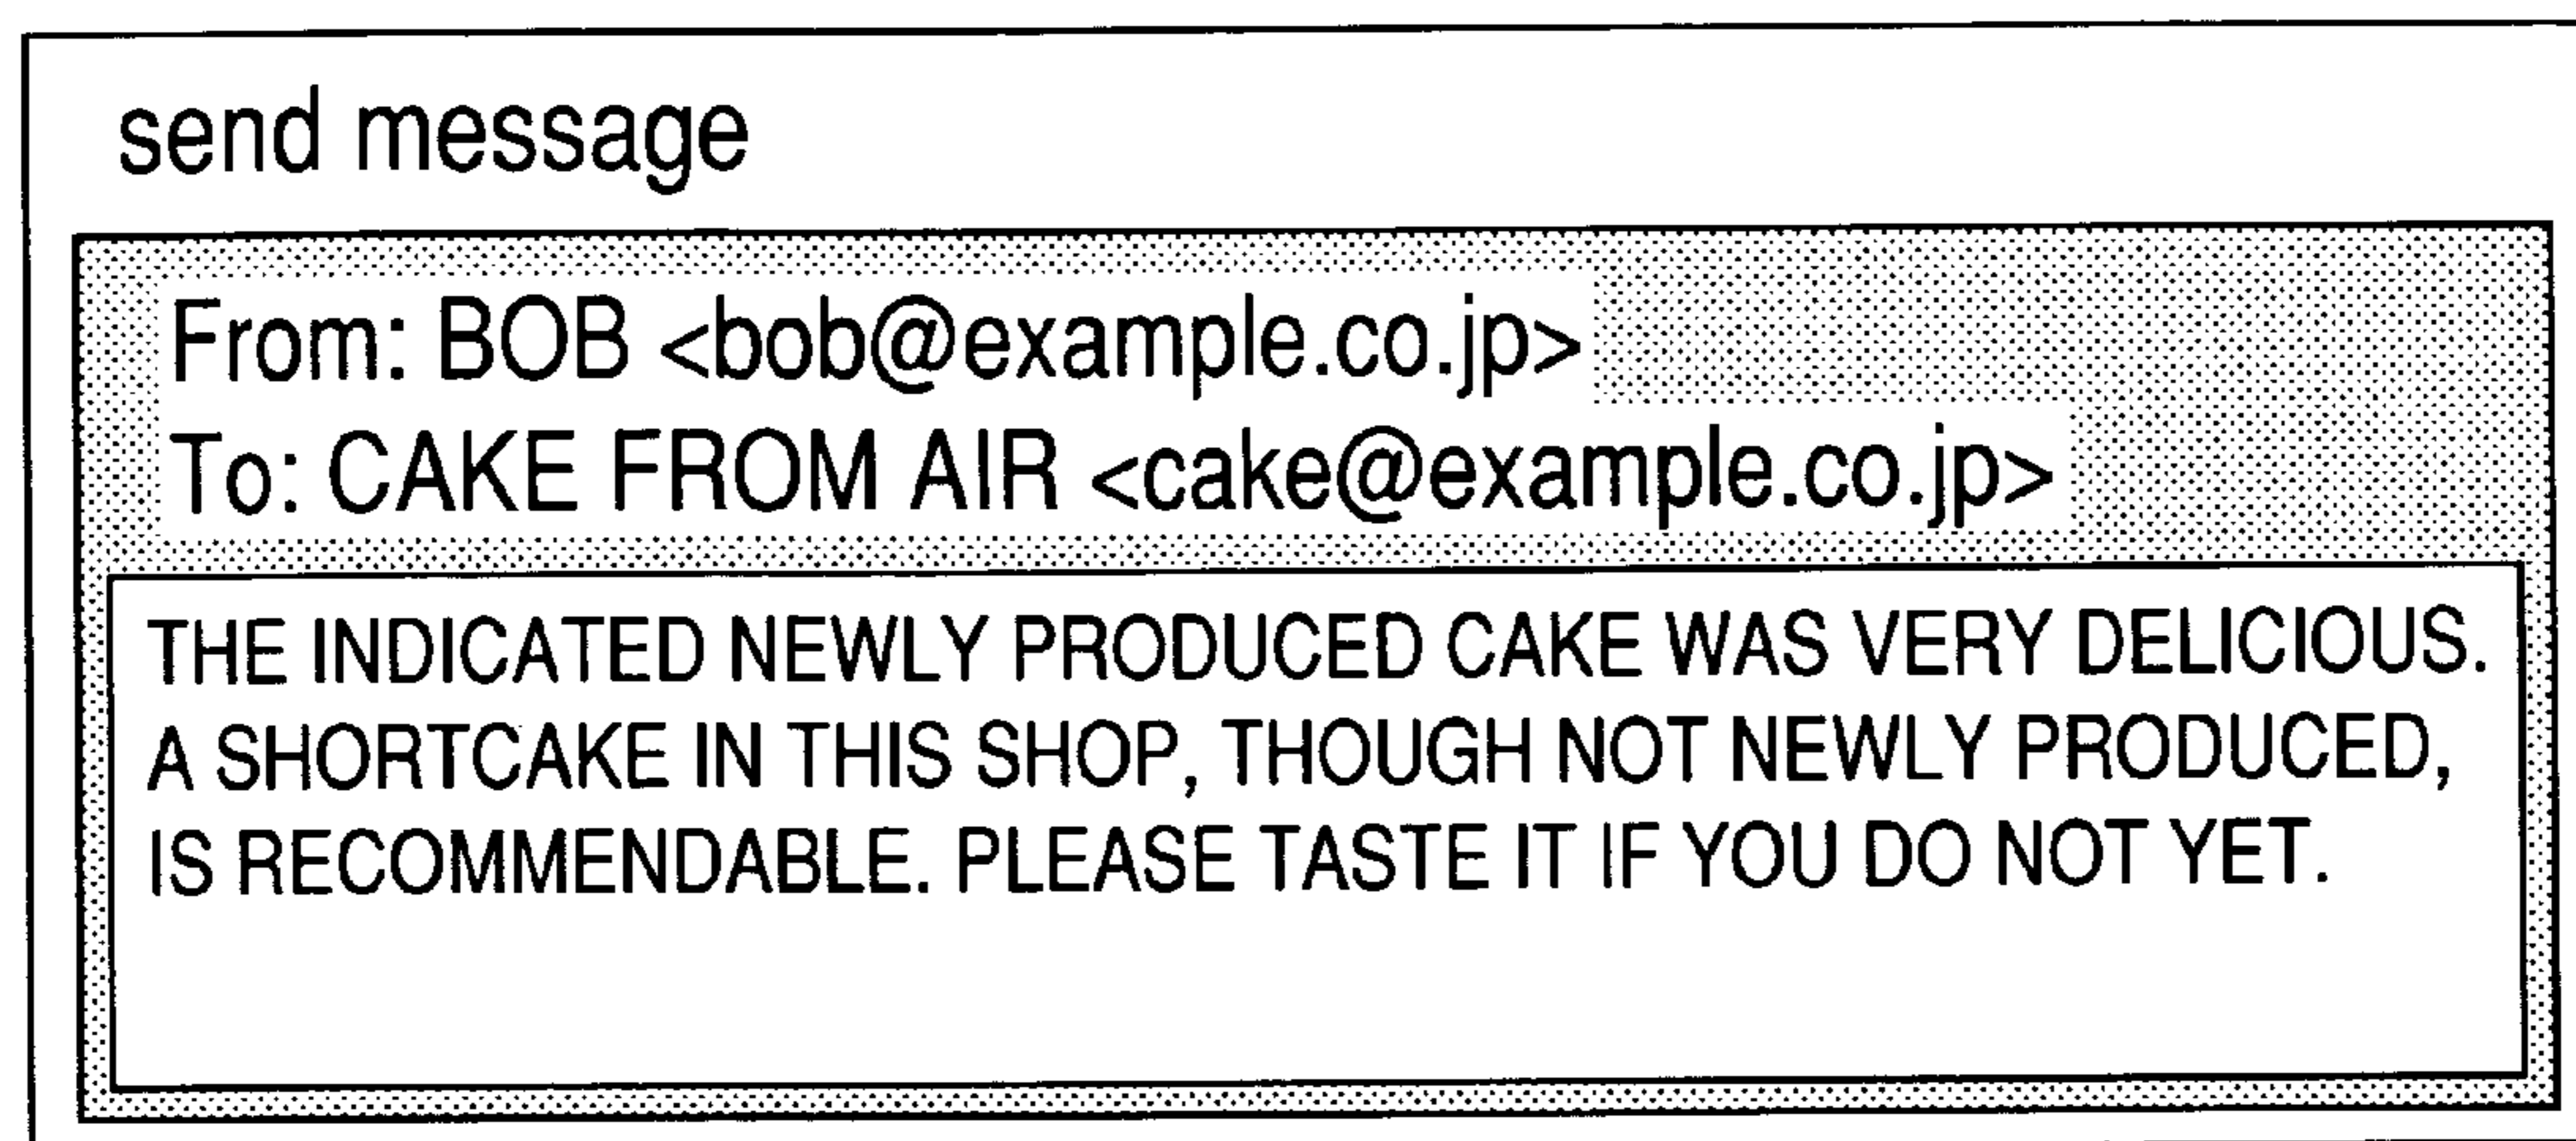 send message
From: BOB <bob@example.co.jp>
To: CAKE FROM AIR <cake@example.co.jp>
THE INDICATED NEWLY PRODUCED CAKE WAS VERY DELICIOUS.
A SHORTCAKE IN THIS SHOP, THOUGH NOT NEWLY PRODUCED,
IS RECOMMENDABLE. PLEASE TASTE IT IF YOU DO NOT YET.